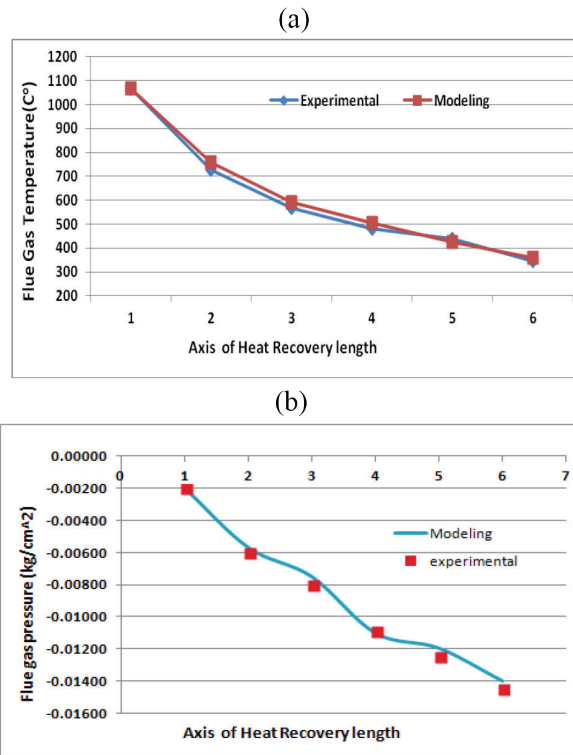 (a)
1200
1100
1000
900
800
700
600
500
400
300
200
Flue Gas Temperature(C°)
Experimental Modeling
1 2 3 4 5 6
Axis of Heat Recovery length
(b)
0.00000
-0.00200
-0.00400
-0.00600
-0.00800
-0.01000
-0.01200
-0.01400
-0.01600
Flue gas pressure (kg/cm^2)
0 1 2 3 4 5 6 7
Modeling
experimental
Axis of Heat Recovery length